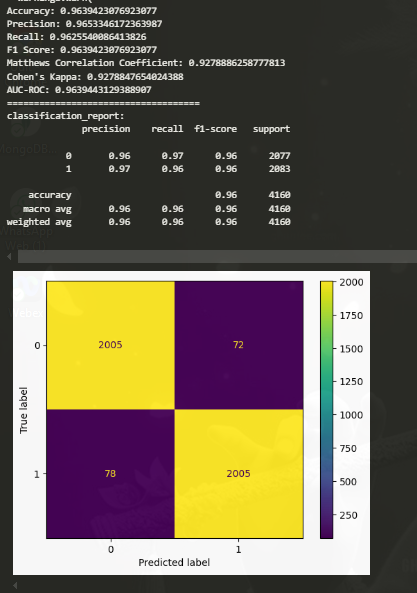 Accuracy: 0.9639423076923077
Precision: 0.9653346172363987
Recall: 0.9625540086413826
F1 Score: 0.9639423076923077
Matthews Correlation Coefficient: 0.9278886258777813
Cohen's Kappa: 0.9278847654024388
AUC-ROC: 0.9639443129388907
====================================
classification_report:
precision recall f1-score support
0 0.96 0.97 0.96 2077
1 0.97 0.96 0.96 2083
accuracy 0.96 4160
macro avg 0.96 0.96 0.96 4160
weighted avg 0.96 0.96 0.96 4160
2000
1750
0 2005 72
1500
1250
True label
1000
750
1 78 2005
500
250
0 1
Predicted label